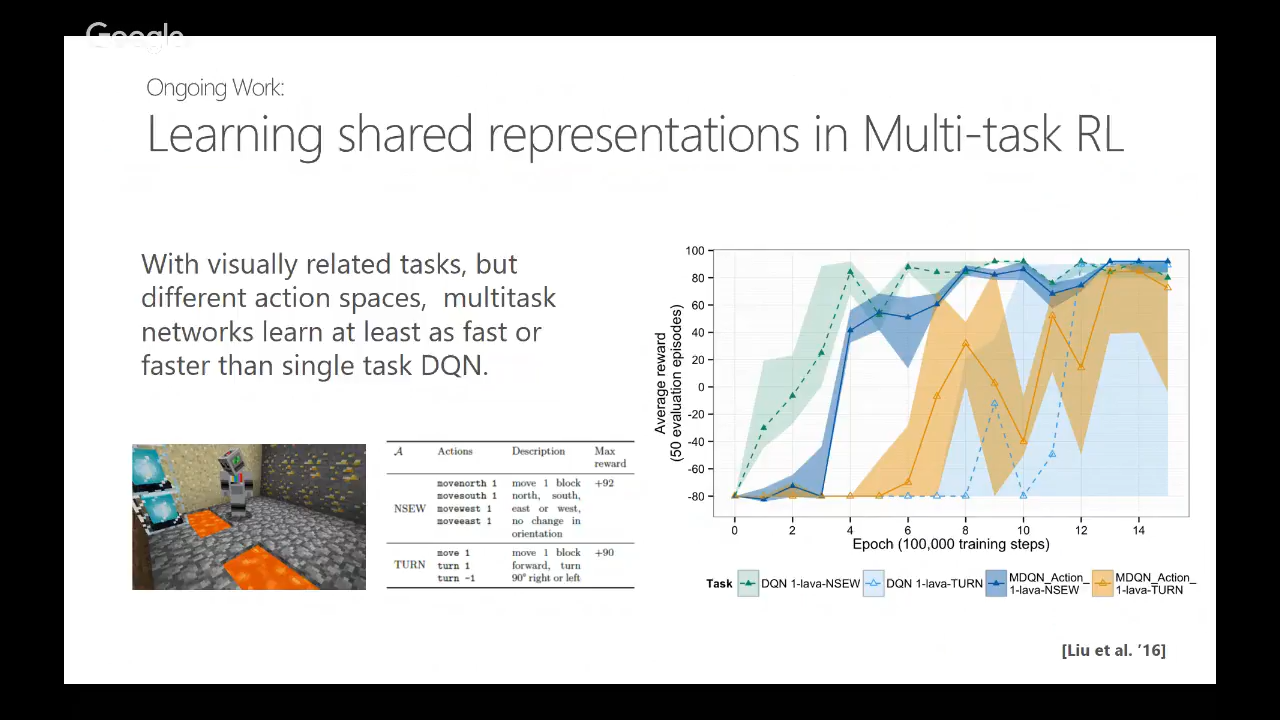 Google
Ongoing Work:
Learning shared representations in Multi-task RL
With visually related tasks, but
different action spaces, multitask
networks learn at least as fast or
faster than single task DQN.
𝒜 Actions Description Max
reward
movenorth 1 move 1 block +92
movesouth 1 north, south,
movewest 1 east or west,
NSEW
moveeast 1 no change in
orientation
move 1 move 1 block +90
TURN turn 1 forward, turn
turn -1 90° right or left
Average reward
(50 evaluation episodes)
100
80
60
40
20
0
-20
-40
-60
-80
0 2 4 6 8 10 12 14
Epoch (100,000 training steps)
Task DQN 1-lava-NSEW DQN 1-lava-TURN MDQN_Action_ MDQN_Action_
1-lava-NSEW 1-lava-TURN
[Liu et al. ’16]